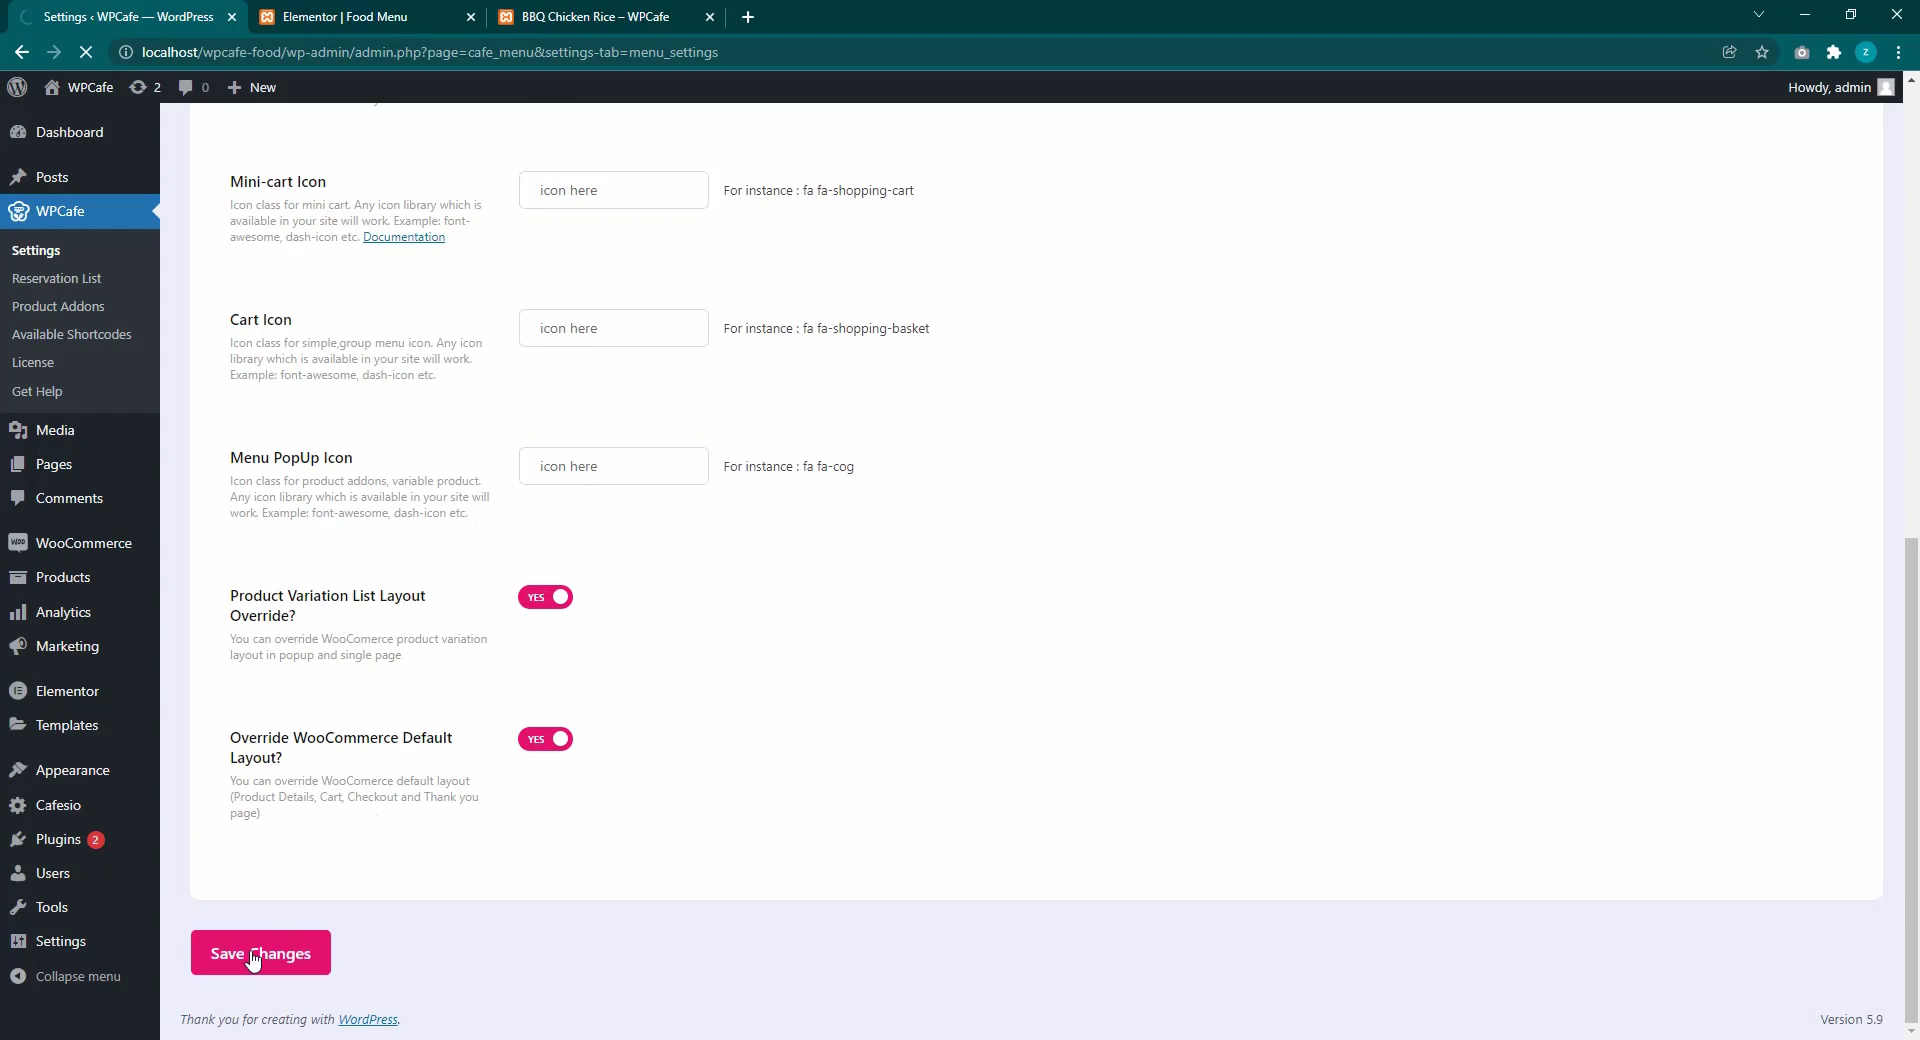 Settings ‹ WPCafe — WordPress
Elementor | Food Menu
BBQ Chicken Rice – WPCafe
localhost/wpcafe-food/wp-admin/admin.php?page=cafe_menu&settings-tab=menu_settings
z
WPCafe
2
0
New
Howdy, admin
Dashboard
Posts
WPCafe
Settings
Reservation List
Product Addons
Available Shortcodes
License
Get Help
Media
Pages
Comments
WooCommerce
Products
Analytics
Marketing
Elementor
Templates
Appearance
Cafesio
Plugins 2
Users
Tools
Settings
Collapse menu
Mini-cart Icon
Icon class for mini cart. Any icon library which is
available in your site will work. Example: font-
awesome, dash-icon etc. Documentation
icon here
For instance : fa fa-shopping-cart
Cart Icon
Icon class for simple,group menu icon. Any icon
library which is available in your site will work.
Example: font-awesome, dash-icon etc.
icon here
For instance : fa fa-shopping-basket
Menu PopUp Icon
Icon class for product addons, variable product.
Any icon library which is available in your site will
work. Example: font-awesome, dash-icon etc.
icon here
For instance : fa fa-cog
Product Variation List Layout
Override?
You can override WooComerce product variation
layout in popup and single page
YES
Override WooCommerce Default
Layout?
You can override WooComerce default layout
(Product Details, Cart, Checkout and Thank you
page)
YES
Save Changes
Thank you for creating with WordPress.
Version 5.9